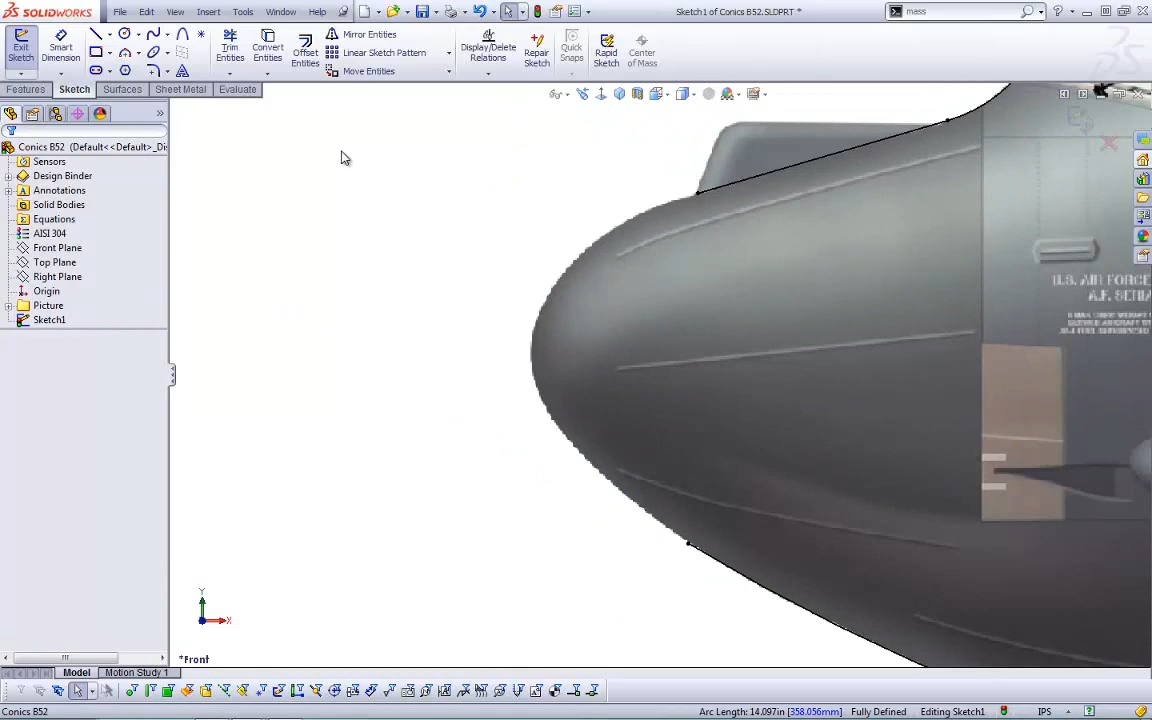 SOLIDWORKS File Edit View Insert Tools Window Help Sketch1 of Conics B52.SLDPRT * mass
Exit Sketch Smart Dimension Trim Entities Convert Entities Offset Entities Mirror Entities Linear Sketch Pattern Move Entities Display/Delete Relations Repair Sketch Quick Snaps Rapid Sketch Center of Mass
Features Sketch Surfaces Sheet Metal Evaluate
Conics B52 (Default<<Default>_Di
Sensors
Design Binder
Annotations
Solid Bodies
Equations
AISI 304
Front Plane
Top Plane
Right Plane
Origin
Picture
Sketch1
U.S. AIR FORCE
A.F. SERIA
Y
X
*Front
Model Motion Study 1
Arc Length: 14.097in [358.056mm] Fully Defined Editing Sketch1 IPS